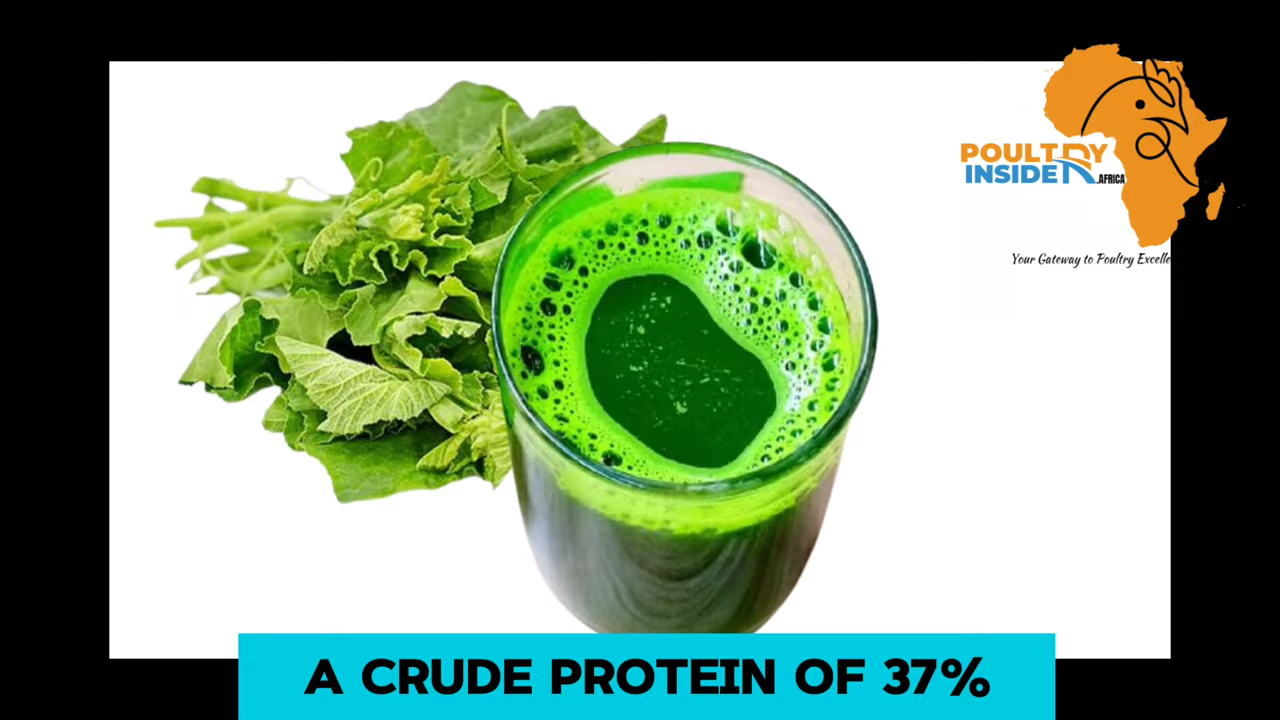 POULTRY
INSIDER
.AFRICA
Your Gateway to Poultry Excelle
A CRUDE PROTEIN OF 37%